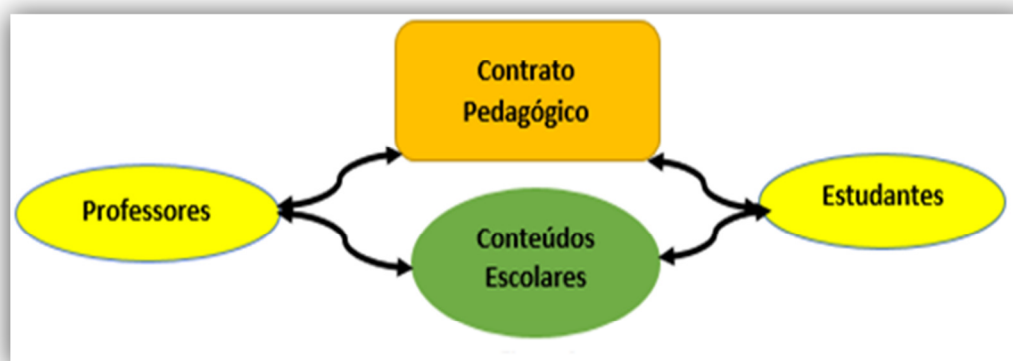 Contrato
Pedagógico
Professores
Estudantes
Conteúdos
Escolares